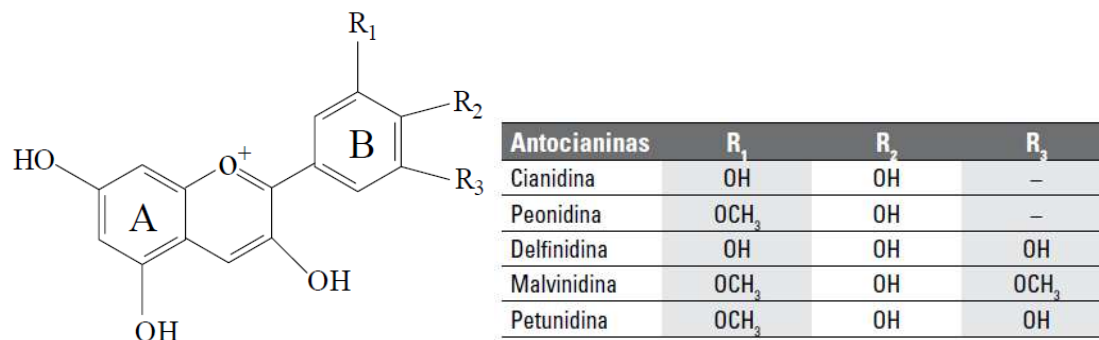 R₁
R₂
HO
O⁺
B
R₃
A
OH
OH
Antocianinas R₁ R₂ R₃
Cianidina OH OH –
Peonidina OCH₃ OH –
Delfinidina OH OH OH
Malvinidina OCH₃ OH OCH₃
Petunidina OCH₃ OH OH